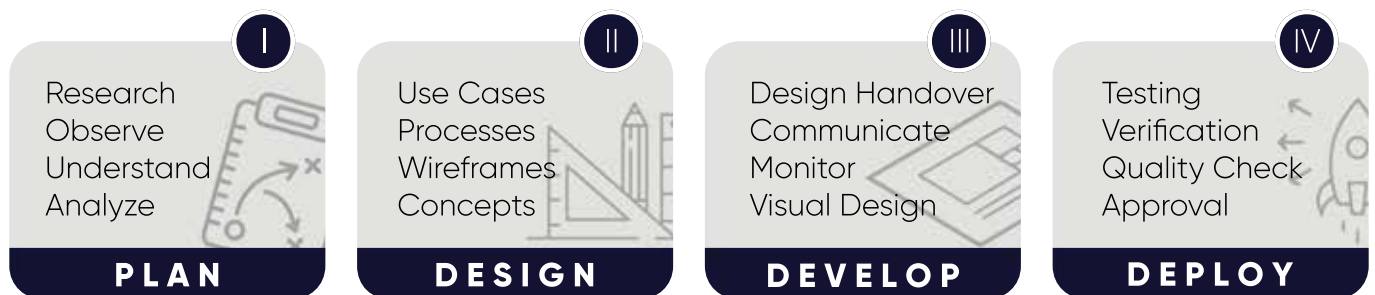 I
Research
Observe
Understand
Analyze
PLAN
II
Use Cases
Processes
Wireframes
Concepts
DESIGN
III
Design Handover
Communicate
Monitor
Visual Design
DEVELOP
IV
Testing
Verification
Quality Check
Approval
DEPLOY